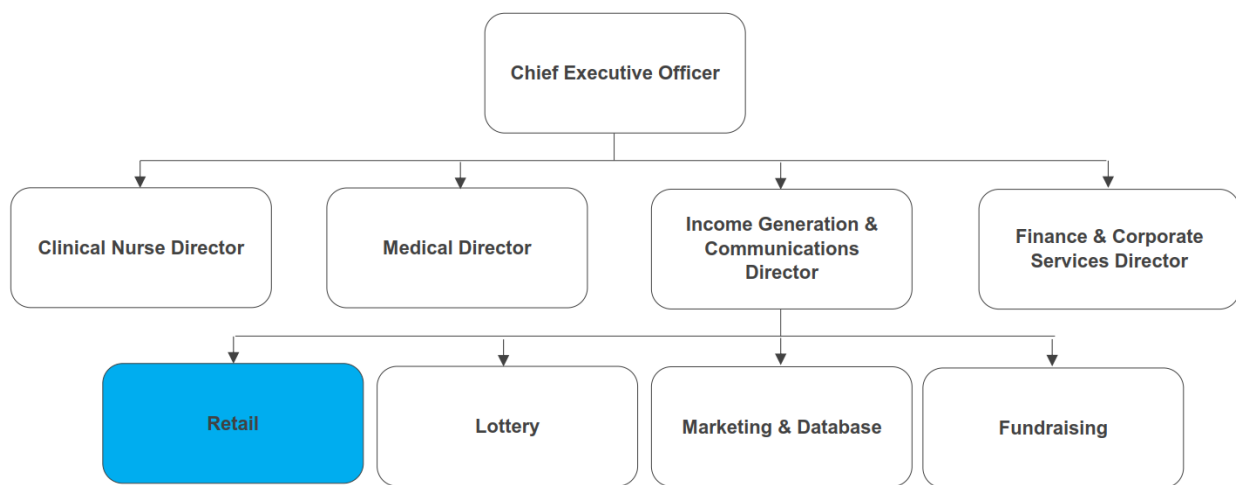 Chief Executive Officer
Clinical Nurse Director
Medical Director
Income Generation &
Communications
Director
Finance & Corporate
Services Director
Retail
Lottery
Marketing & Database
Fundraising